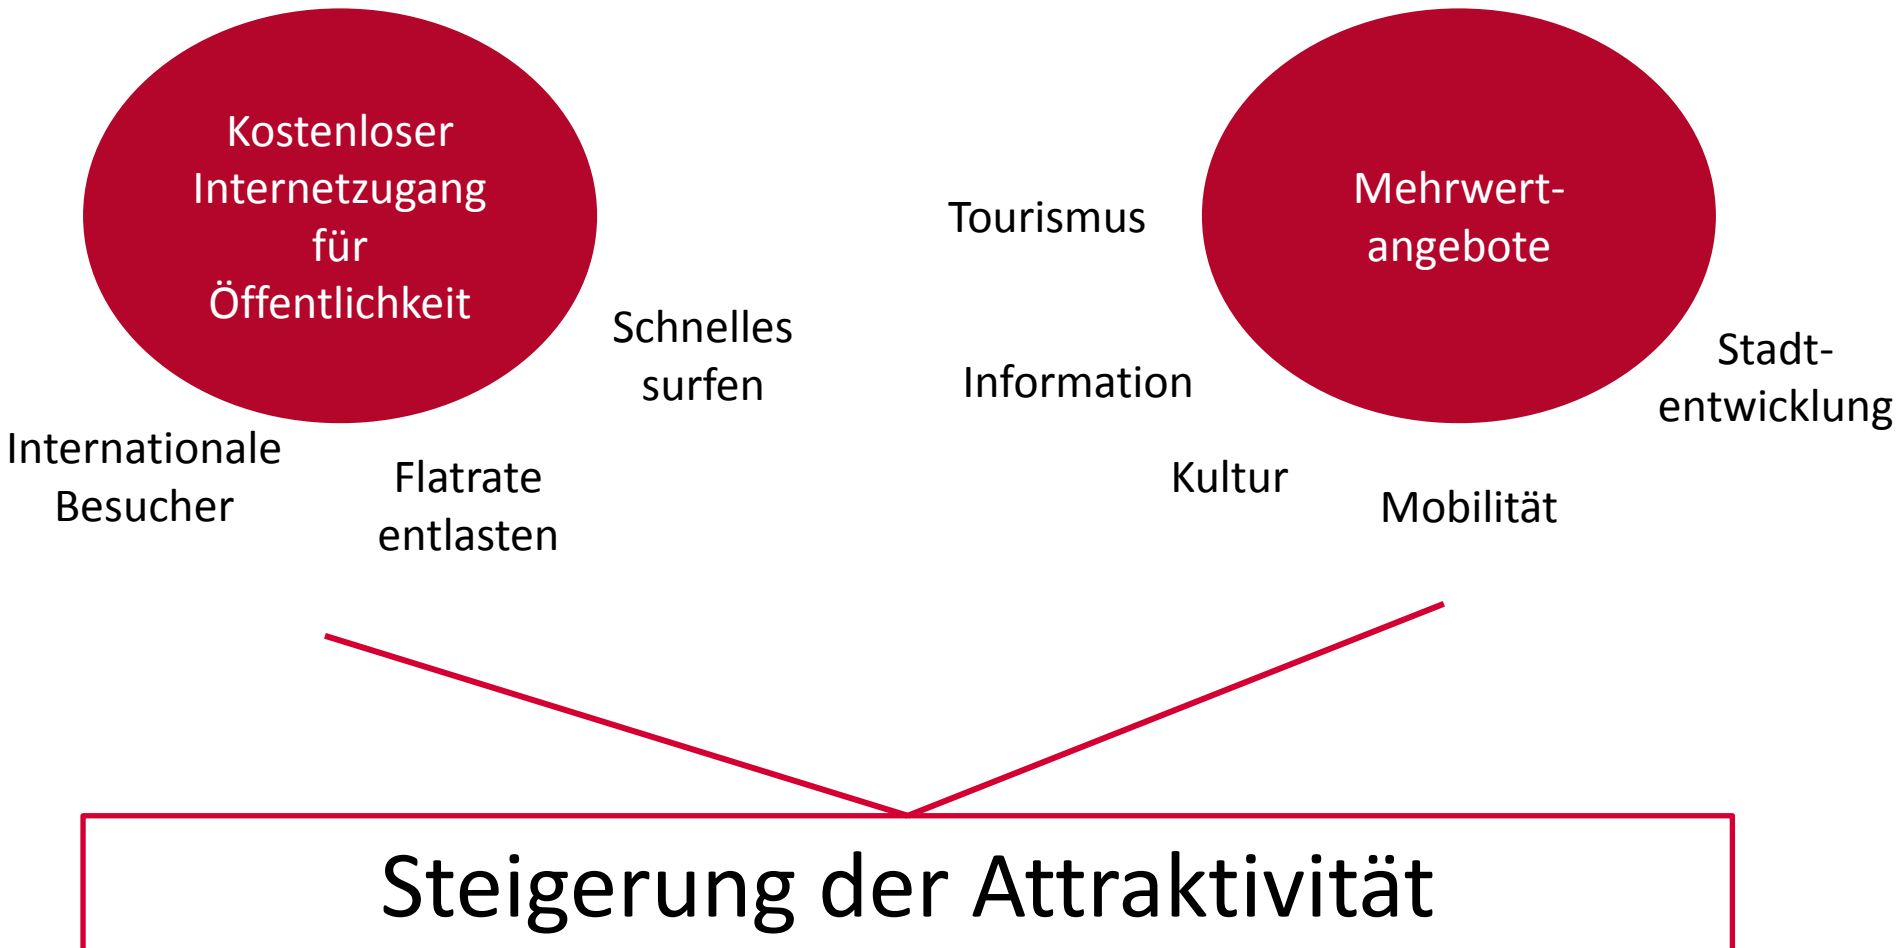 Kostenloser
Internetzugang
für
Öffentlichkeit
Schnelles
surfen
Internationale
Besucher
Flatrate
entlasten
Mehrwert-
angebote
Tourismus
Information
Kultur
Mobilität
Stadt-
entwicklung
Steigerung der Attraktivität